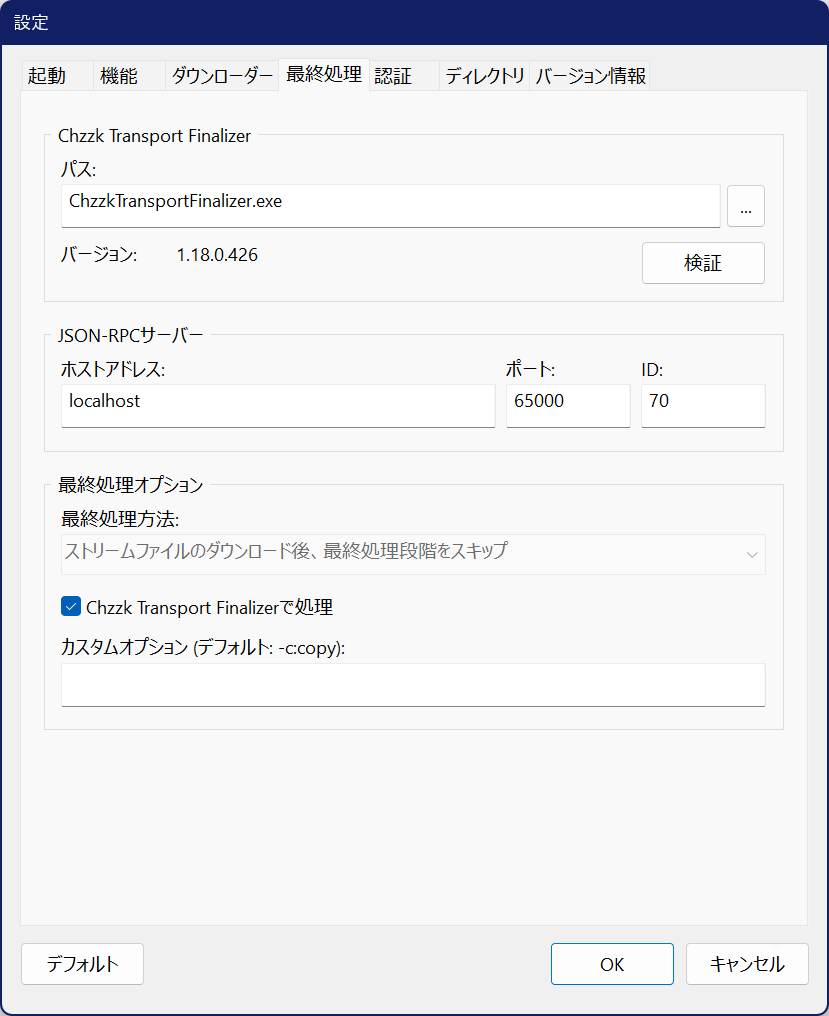 設定
起動 機能 ダウンローダー 最終処理 認証 ディレクトリ バージョン情報
Chzzk Transport Finalizer
パス:
ChzzkTransportFinalizer.exe ...
バージョン: 1.18.0.426 検証
JSON-RPCサーバー
ホストアドレス: ポート: ID:
localhost 65000 70
最終処理オプション
最終処理方法:
ストリームファイルのダウンロード後、最終処理段階をスキップ
Chzzk Transport Finalizerで処理
カスタムオプション (デフォルト: -c:copy):
デフォルト OK キャンセル